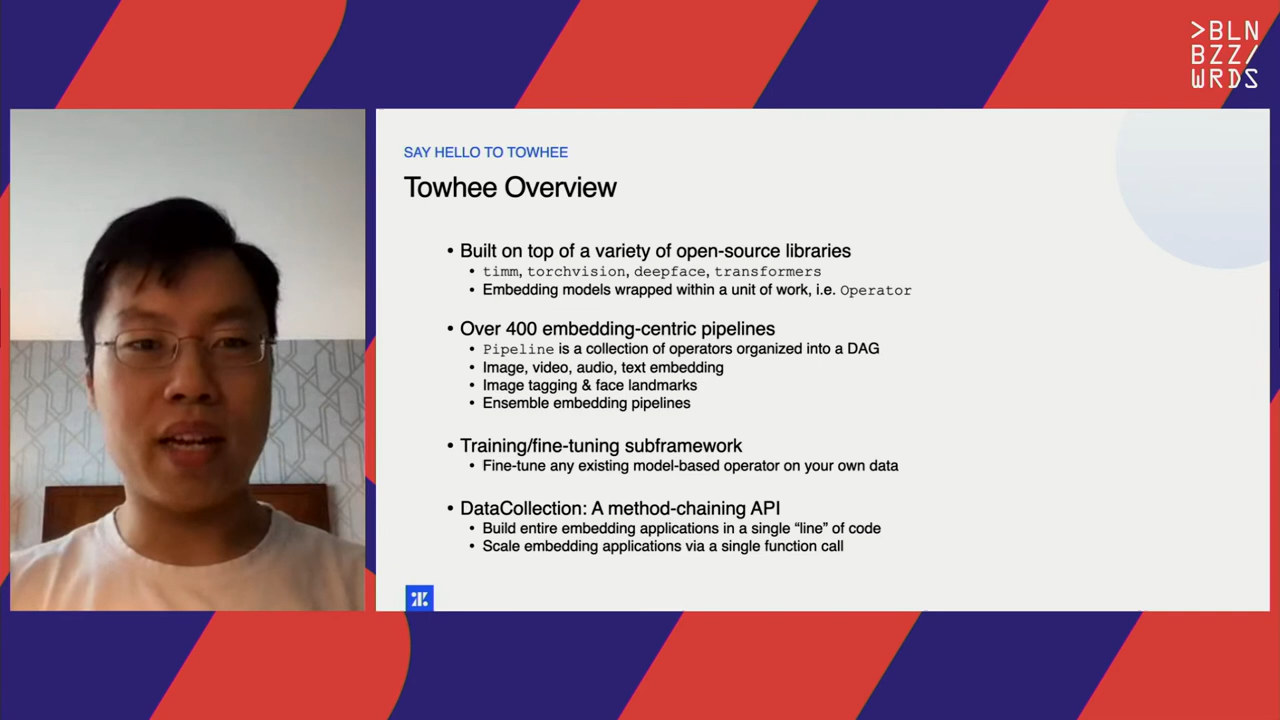 >BLN
BZZ/
WRDS
SAY HELLO TO TOWHEE
Towhee Overview
• Built on top of a variety of open-source libraries
• timm, torchvision, deepface, transformers
• Embedding models wrapped within a unit of work, i.e. Operator
• Over 400 embedding-centric pipelines
• Pipeline is a collection of operators organized into a DAG
• Image, video, audio, text embedding
• Image tagging & face landmarks
• Ensemble embedding pipelines
• Training/fine-tuning subframework
• Fine-tune any existing model-based operator on your own data
• DataCollection: A method-chaining API
• Build entire embedding applications in a single “line” of code
• Scale embedding applications via a single function call